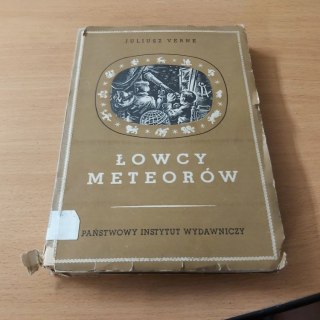 JULIUSZ VERNE
ŁOWCY
METEORÓW
PAŃSTWOWY INSTYTUT WYDAWNICZY